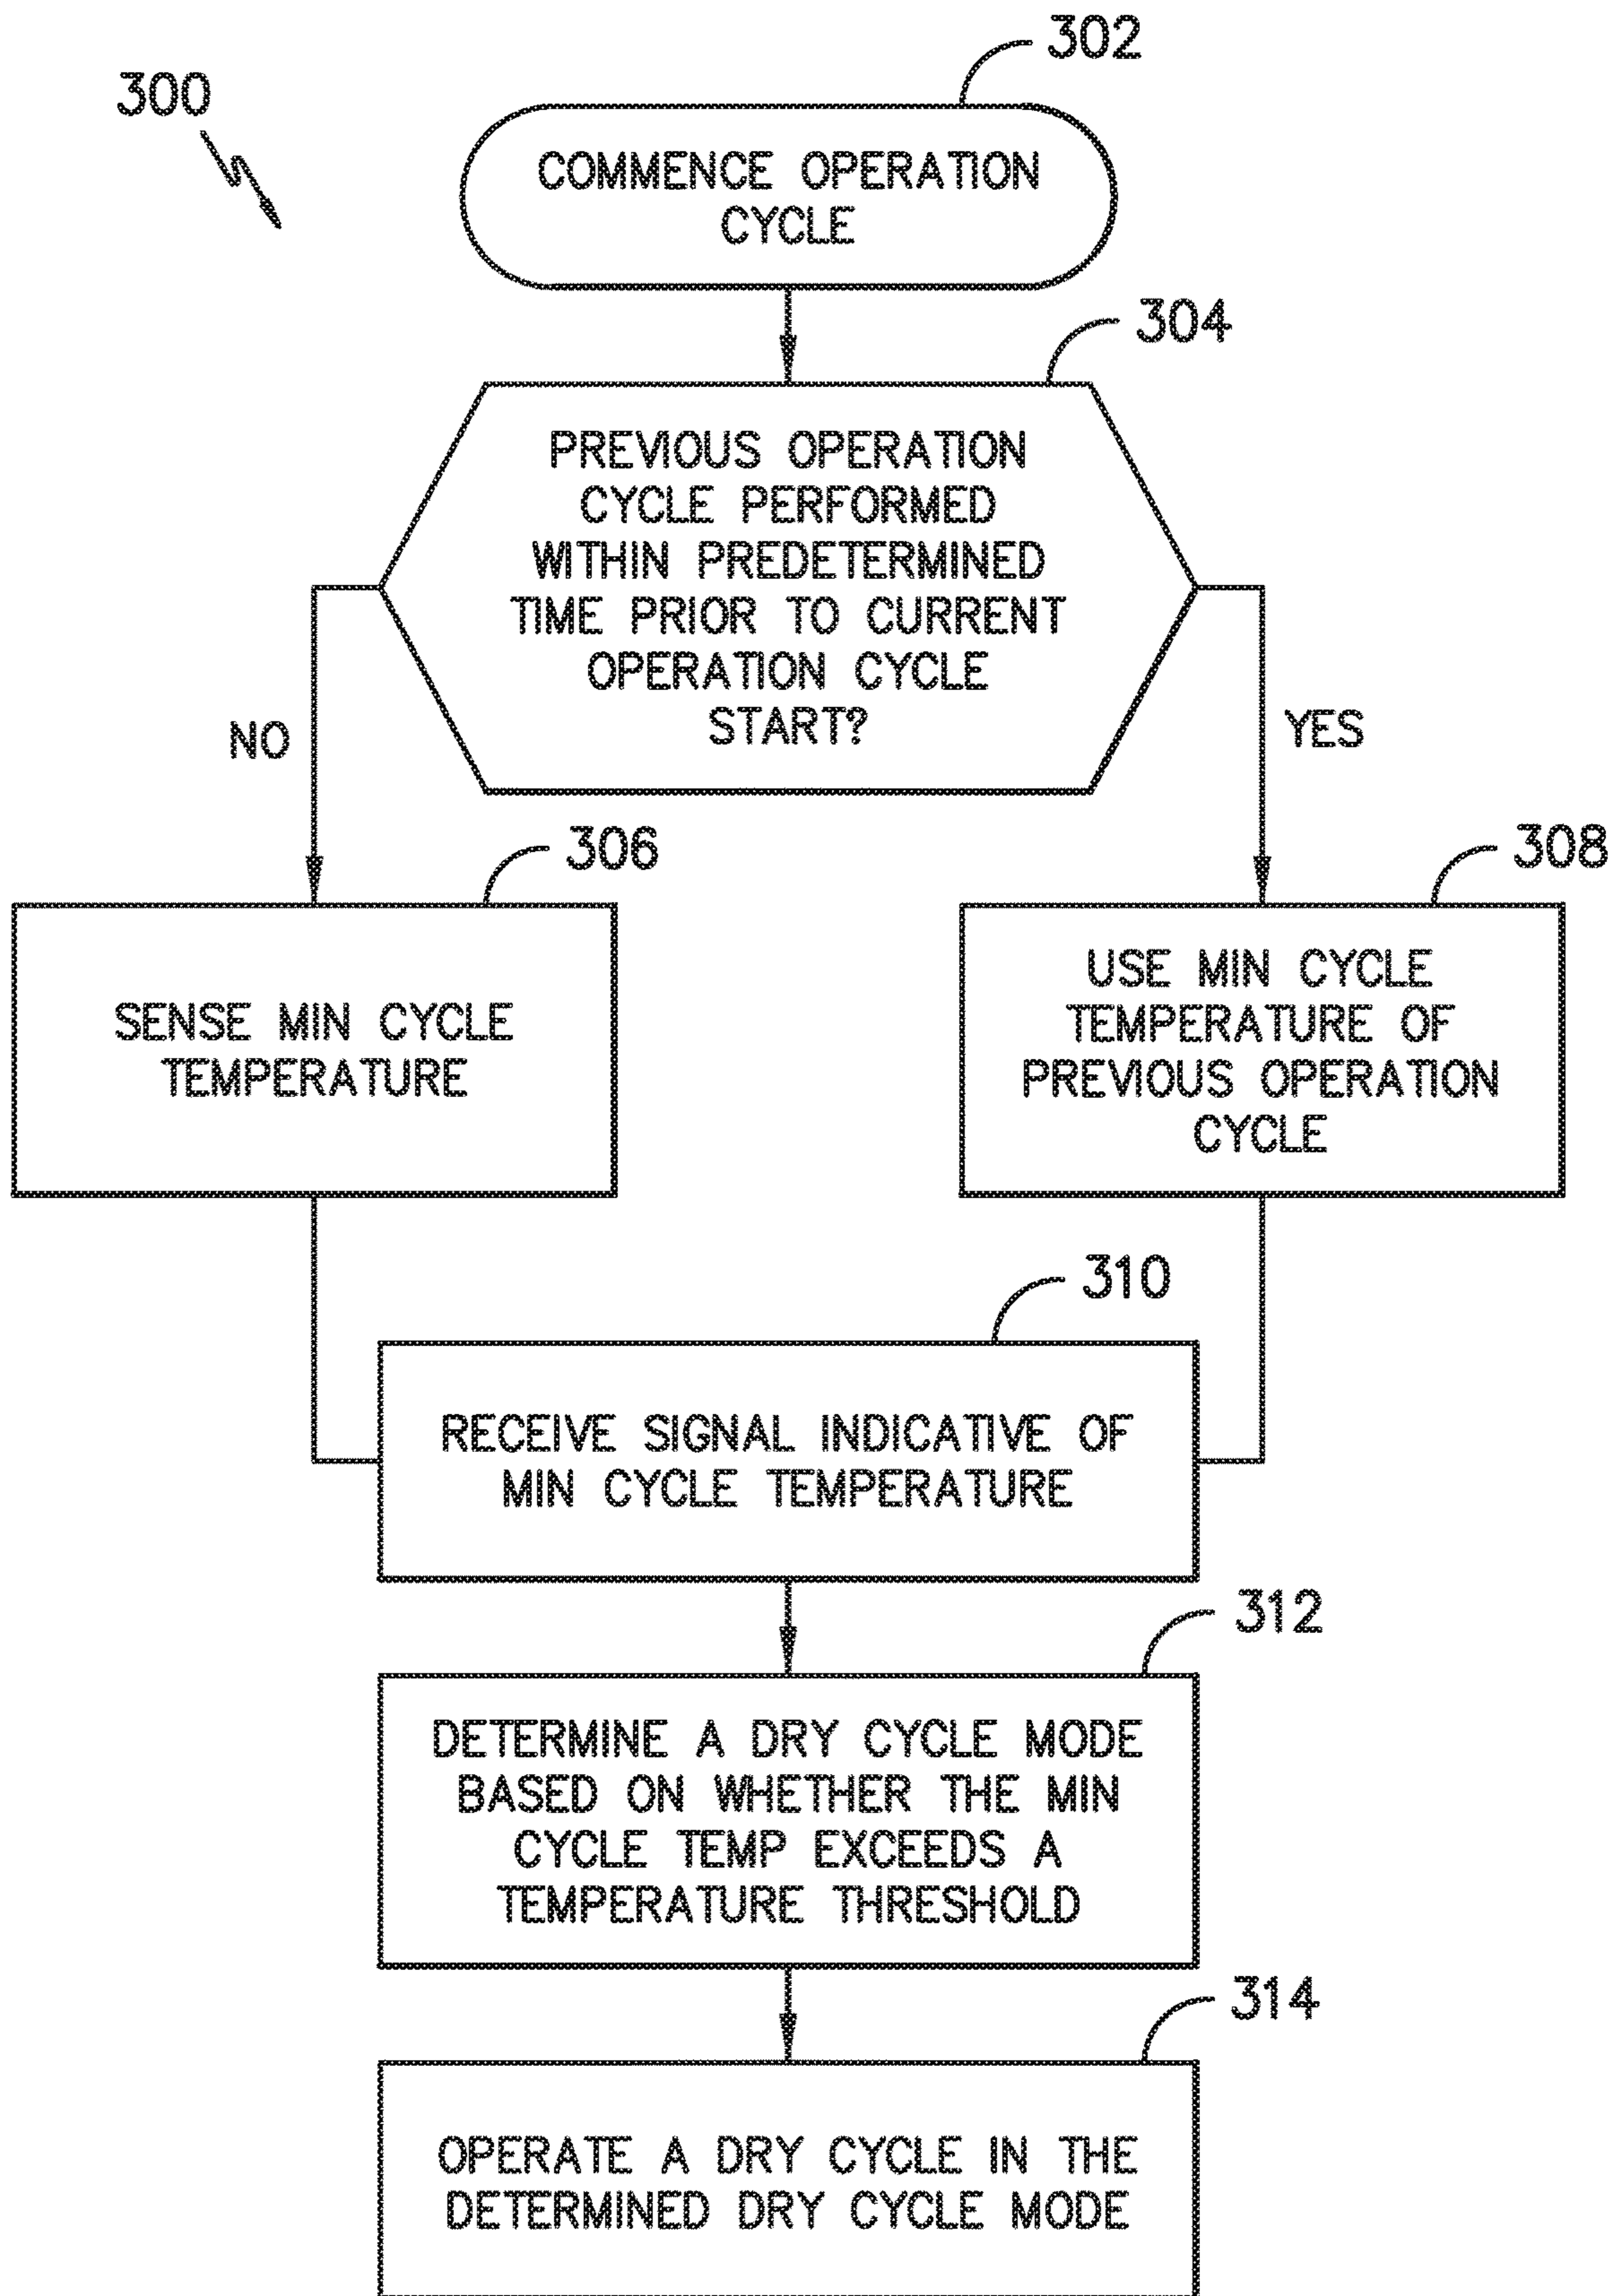 302
300
COMMENCE OPERATION
CYCLE
304
PREVIOUS OPERATION
CYCLE PERFORMED
WITHIN PREDETERMINED
TIME PRIOR TO CURRENT
OPERATION CYCLE
START?
NO
YES
306
308
SENSE MIN CYCLE
TEMPERATURE
USE MIN CYCLE
TEMPERATURE OF
PREVIOUS OPERATION
CYCLE
310
RECEIVE SIGNAL INDICATIVE OF
MIN CYCLE TEMPERATURE
312
DETERMINE A DRY CYCLE MODE
BASED ON WHETHER THE MIN
CYCLE TEMP EXCEEDS A
TEMPERATURE THRESHOLD
314
OPERATE A DRY CYCLE IN THE
DETERMINED DRY CYCLE MODE